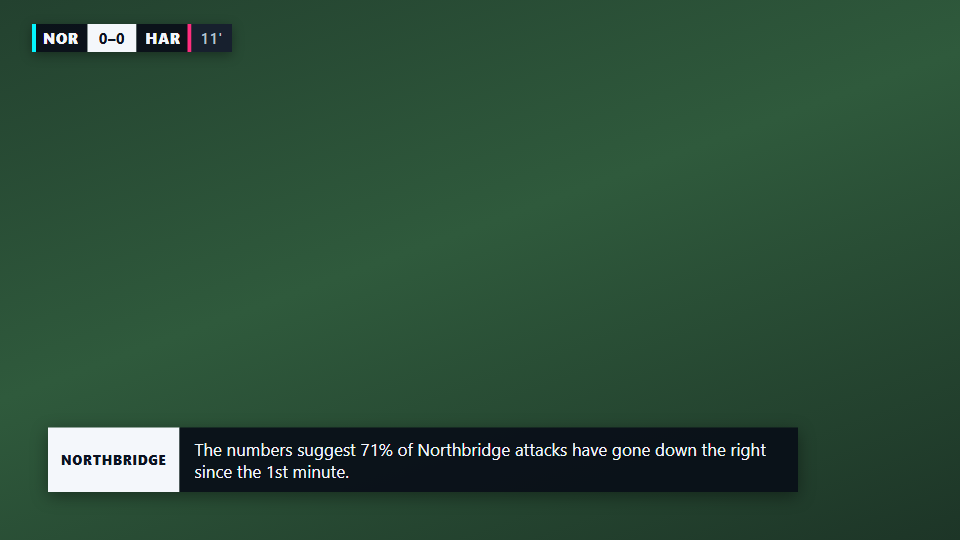 NOR 0–0 HAR 11'
NORTHBRIDGE
The numbers suggest 71% of Northbridge attacks have gone down the right
since the 1st minute.